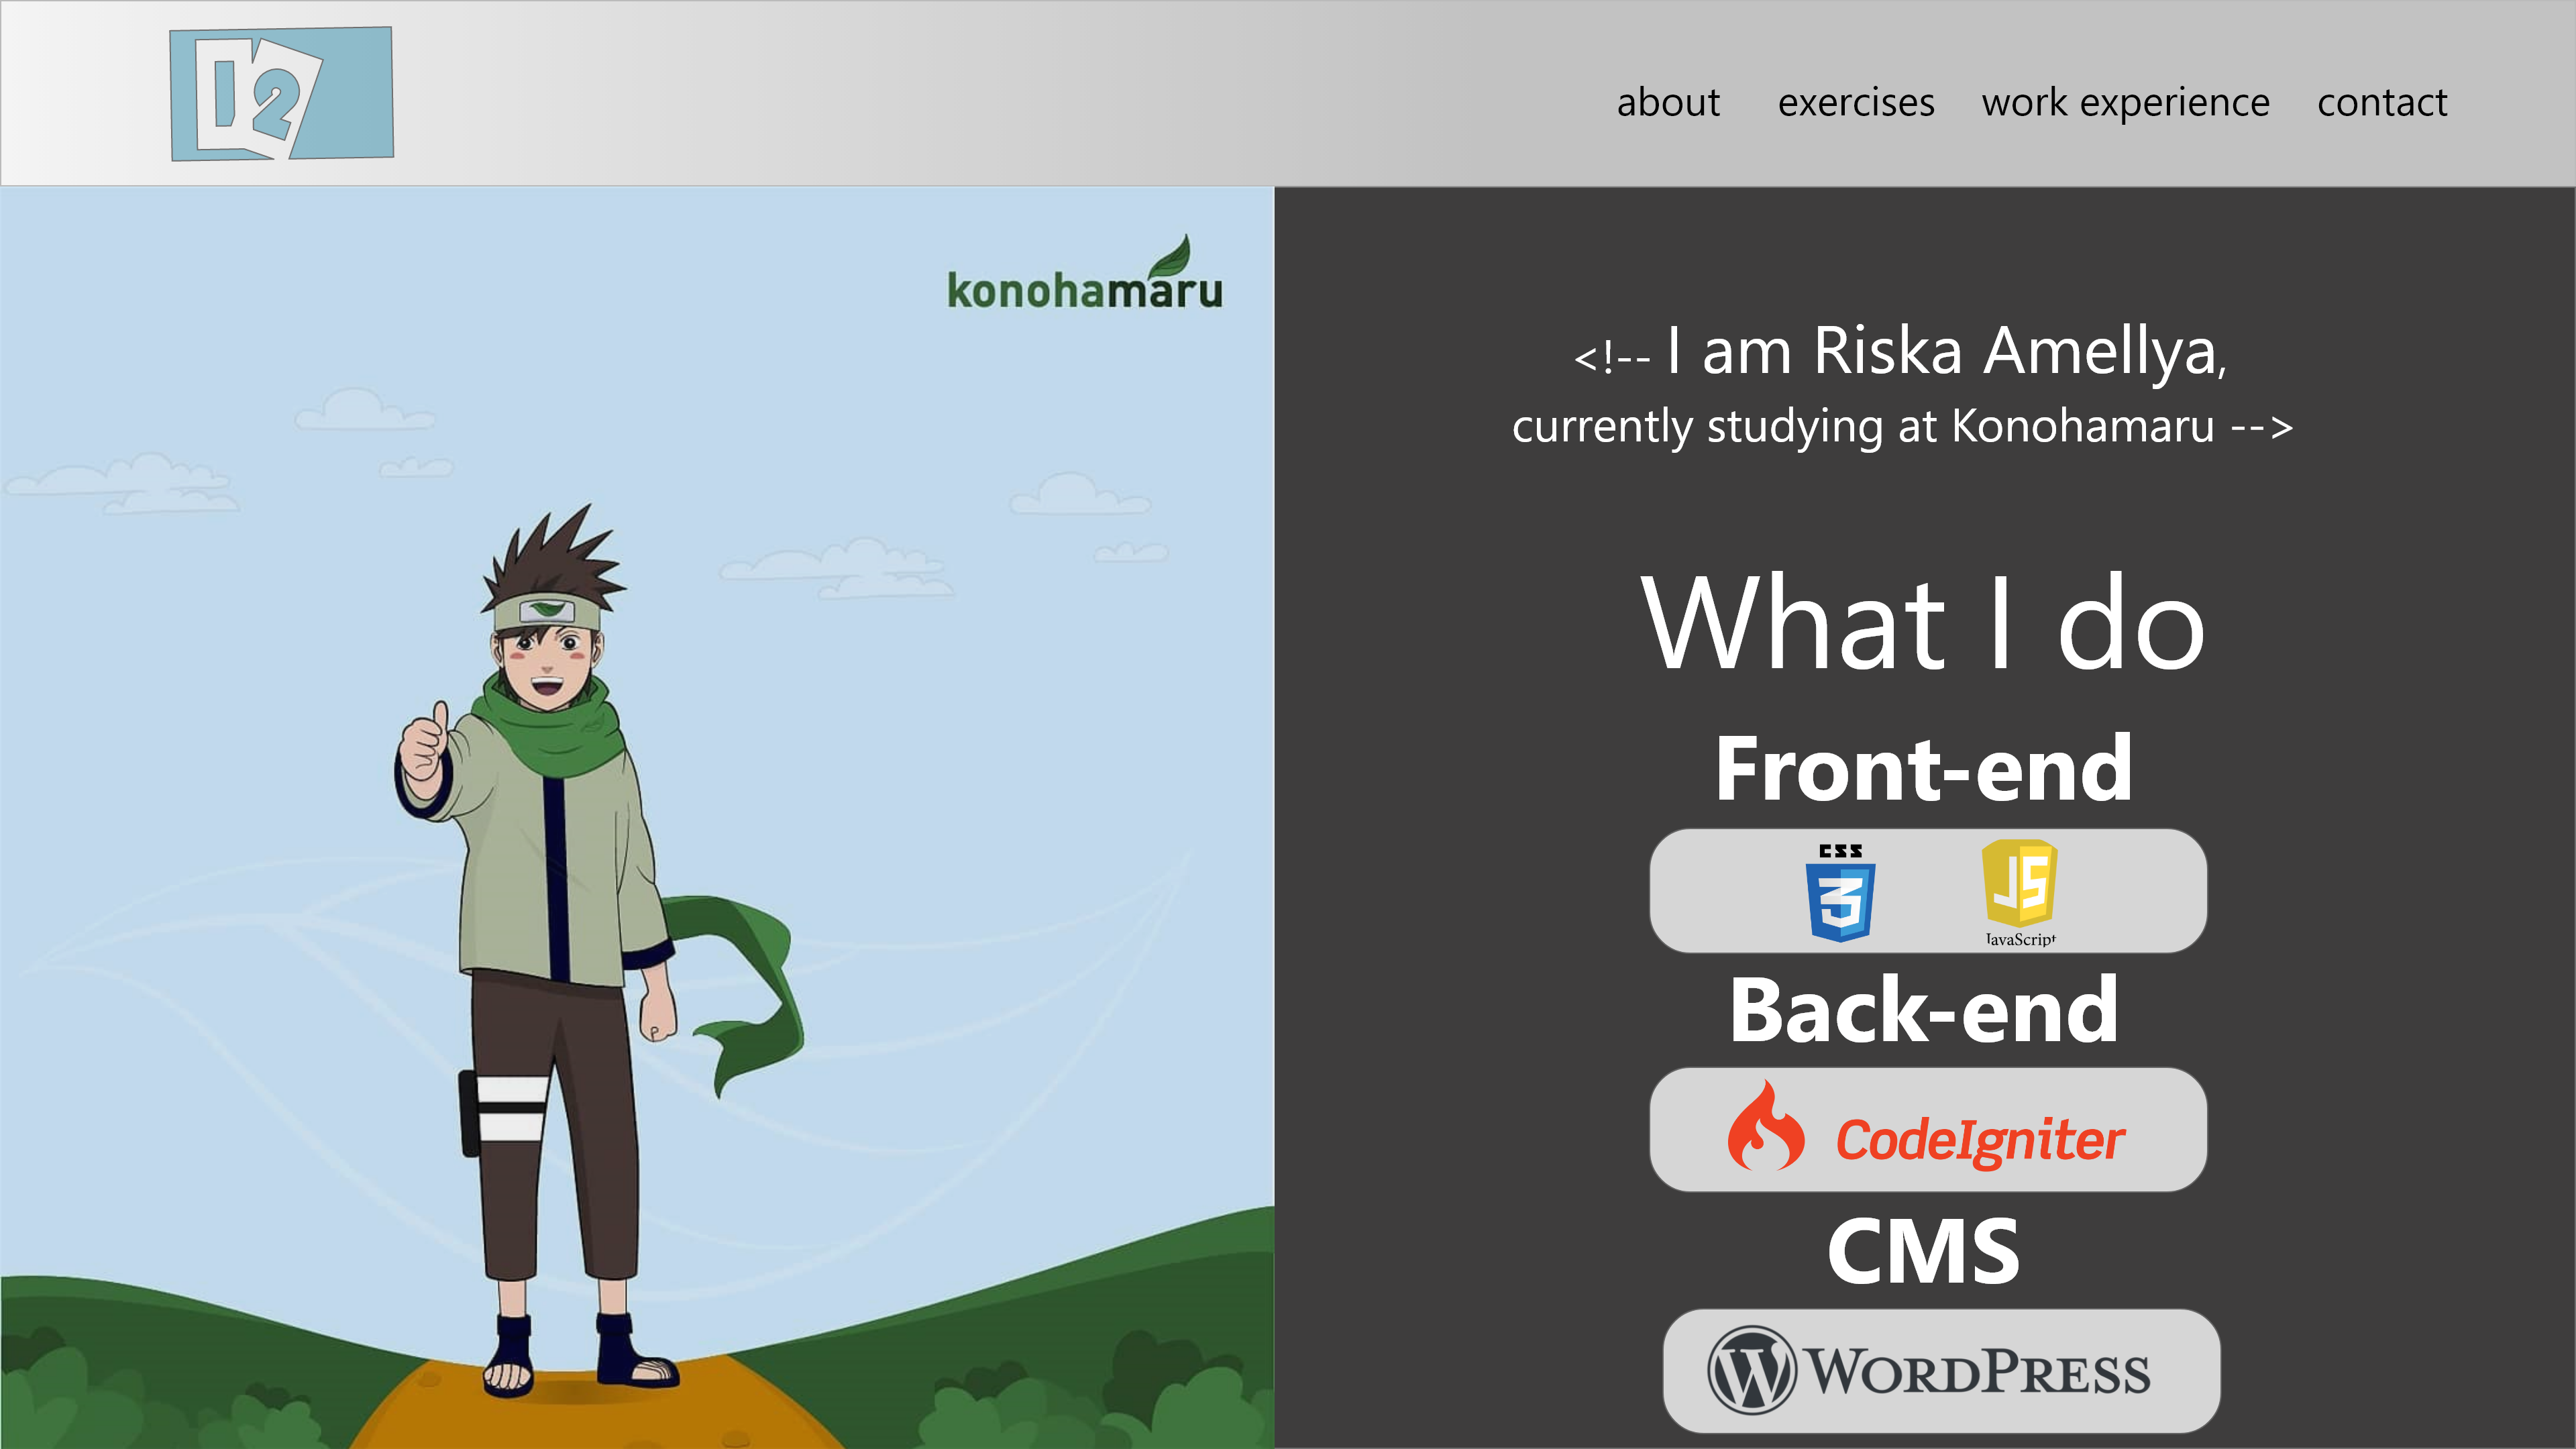 12
about exercises work experience contact
konohamaru
<!-- I am Riska Amellya,
currently studying at Konohamaru -->
What I do
Front-end
CSS
3
JS
JavaScript
Back-end
CodeIgniter
CMS
W WORDPRESS